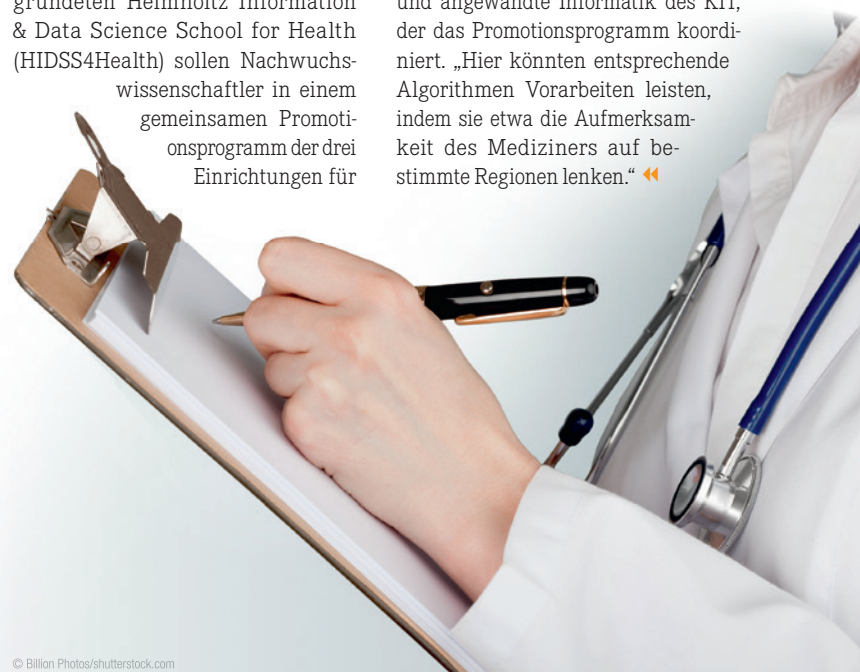 gründeten Helmholtz Information
& Data Science School for Health
(HIDSS4Health) sollen Nachwuchs-
wissenschaftler in einem
gemeinsamen Promoti-
onsprogramm der drei
Einrichtungen für
und angewandte Informatik des KIT,
der das Promotionsprogramm koordi-
niert. „Hier könnten entsprechende
Algorithmen Vorarbeiten leisten,
indem sie etwa die Aufmerksam-
keit des Mediziners auf be-
stimmte Regionen lenken.“
© Billion Photos/shutterstock.com